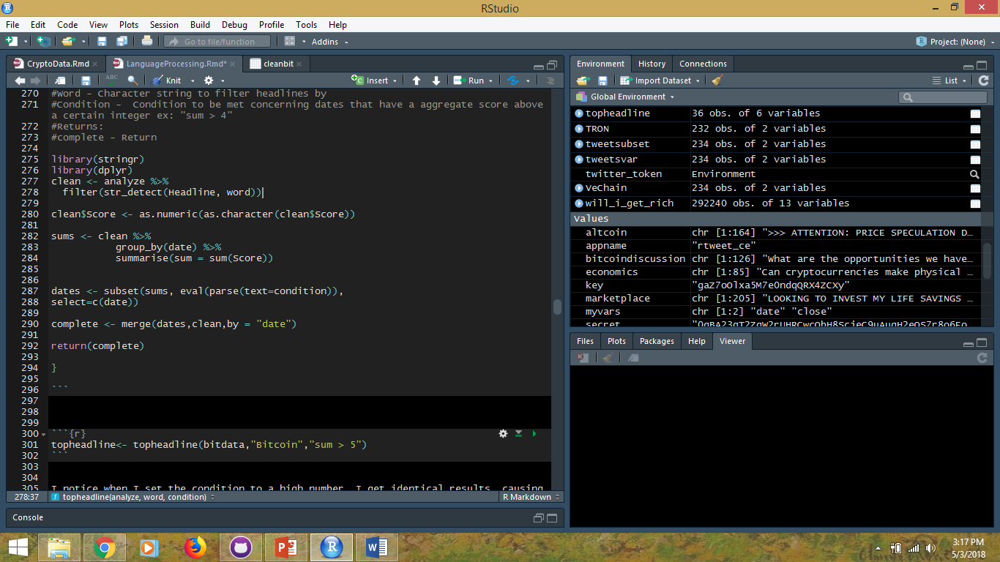 RStudio
File Edit Code View Plots Session Build Debug Profile Tools Help
Go to file/function Addins Project: (None)
CryptoData.Rmd LanguageProcessing.Rmd* cleanbit
ABC Knit Insert Run
270 #Word - Character string to filter headlines by
271 #Condition - Condition to be met concerning dates that have a aggregate score above
a certain integer ex: "sum > 4"
272 #Returns:
273 #complete - Return
274
275 library(stringr)
276 library(dplyr)
277 clean <- analyze %>%
278 filter(str_detect(Headline, word))
279
280 clean$Score <- as.numeric(as.character(clean$Score))
281
282 sums <- clean %>%
283 group_by(date) %>%
284 summarise(sum = sum(Score))
285
286
287 dates <- subset(sums, eval(parse(text=condition)),
288 select=c(date))
289
290 complete <- merge(dates,clean,by = "date")
291
292 return(complete)
293
294 }
295
296 ```
297
298
299
300 ```{r}
301 topheadline<- topheadline(bitdata,"Bitcoin","sum > 5")
302 ```
303
304
305 I notice when I set the condition to a high number, I get identical results, causing
278:37 topheadline(analyze, word, condition) R Markdown
Console
Environment History Connections
Import Dataset List
Global Environment
topheadline 36 obs. of 6 variables
TRON 232 obs. of 2 variables
tweetsubset 234 obs. of 2 variables
tweetsvar 234 obs. of 2 variables
twitter_token Environment
VeChain 234 obs. of 2 variables
will_i_get_rich 292240 obs. of 13 variables
Values
altcoin chr [1:164] ">>> ATTENTION: PRICE SPECULATION D…
appname "rtweet_ce"
bitcoindiscussion chr [1:126] "What are the opportunities we have…
economics chr [1:85] "Can cryptocurrencies make physical …
key "gaZ7oOlxa5M7e0ndqQRX4ZCXy"
marketplace chr [1:205] "LOOKING TO INVEST MY LIFE SAVINGS …
myvars chr [1:2] "date" "close"
secret
Files Plots Packages Help Viewer
3:17 PM
5/3/2018